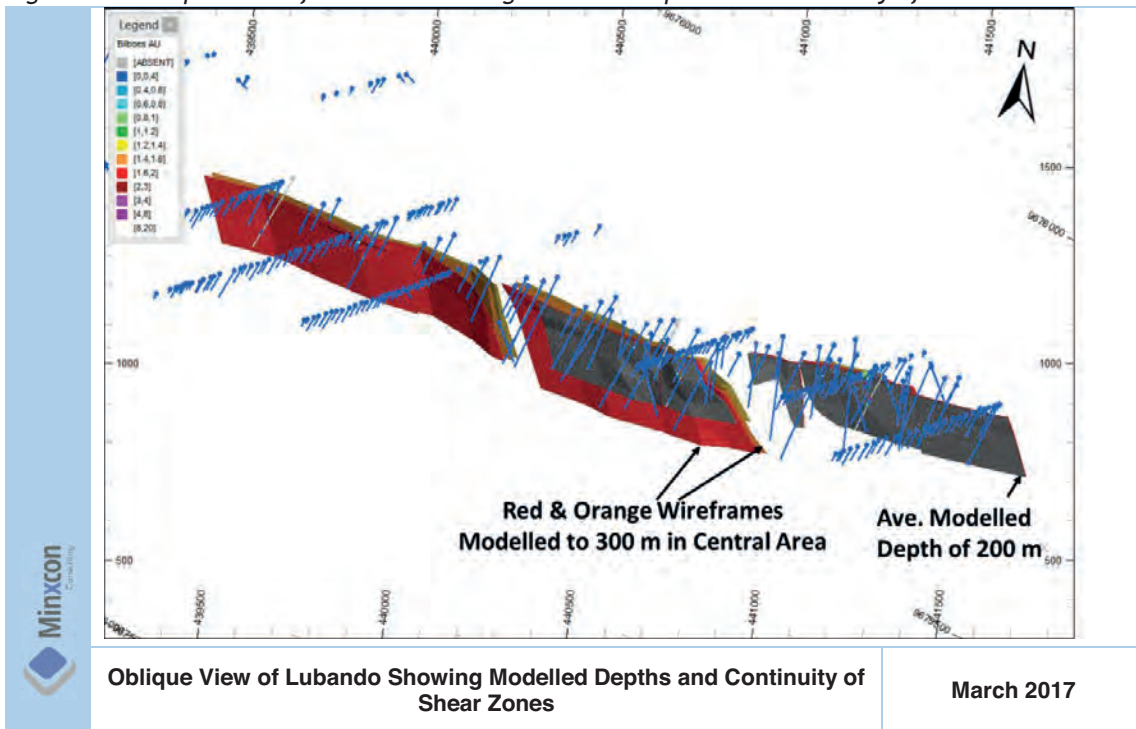 Legend
Bilboes AU
[ABSENT]
[0,0.4]
[0.4,0.6]
[0.6,0.8]
[0.8,1]
[1,1.2]
[1.2,1.4]
[1.4,1.6]
[1.6,2]
[2,3]
[3,4]
[4,8]
[8,20]
439500
440000
440500
9676000
441000
441500
N
1500
1500
9676000
1000
1000
Red & Orange Wireframes
Modelled to 300 m in Central Area
Ave. Modelled
Depth of 200 m
500
500
439500
440000
440500
441000
441500
Minxcon
Consulting
Oblique View of Lubando Showing Modelled Depths and Continuity of
Shear Zones
March 2017